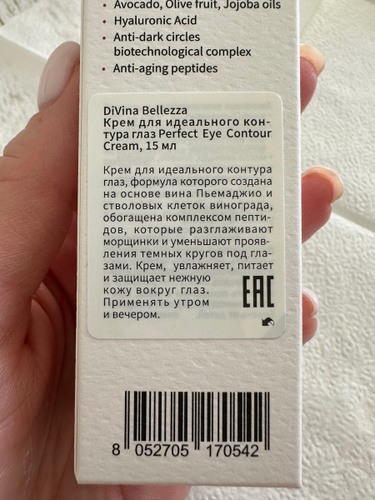 • Avocado, Olive fruit, Jojoba oils
• Hyaluronic Acid
• Anti-dark circles
biotechnological complex
• Anti-aging peptides
DiVina Bellezza
Крем для идеального кон-
тура глаз Perfect Eye Contour
Cream, 15 мл
Крем для идеального контура
глаз, формула которого создана
на основе вина Пьемаджио и
стволовых клеток винограда,
обогащена комплексом пепти-
дов, которые разглаживают
морщинки и уменьшают прояв-
ления темных кругов под гла-
зами. Крем, увлажняет, питает
и защищает нежную
кожу вокруг глаз.
Применять утром
и вечером.
EAC
8 052705 170542